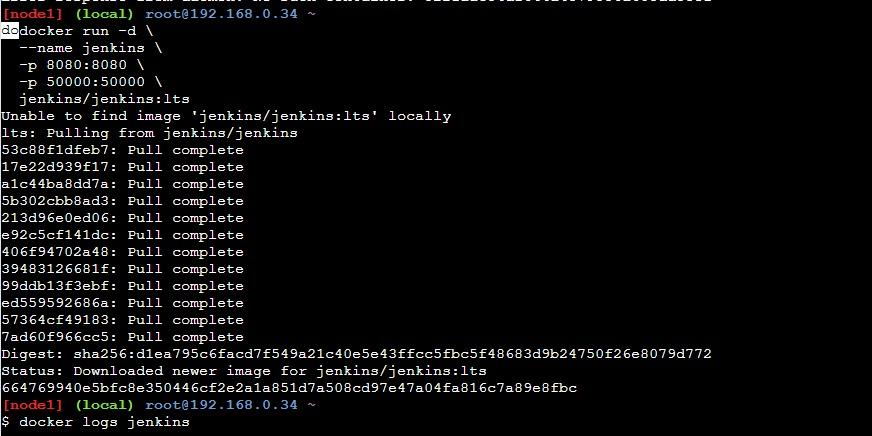 [node1] (local) root@192.168.0.34 ~
dodocker run -d \
--name jenkins \
-p 8080:8080 \
-p 50000:50000 \
jenkins/jenkins:lts
Unable to find image 'jenkins/jenkins:lts' locally
lts: Pulling from jenkins/jenkins
53c88f1dfeb7: Pull complete
17e22d939f17: Pull complete
a1c44ba8dd7a: Pull complete
5b302cbb8ad3: Pull complete
213d96e0ed06: Pull complete
e92c5cf141dc: Pull complete
406f94702a48: Pull complete
39483126681f: Pull complete
99ddb13f3ebf: Pull complete
ed559592686a: Pull complete
57364cf49183: Pull complete
7ad60f966cc5: Pull complete
Digest: sha256:d1ea795c6facd7f549a21c40e5e43ffcc5fbc5f48683d9b24750f26e8079d772
Status: Downloaded newer image for jenkins/jenkins:lts
664769940e5bfc8e350446cf2e2a1a851d7a508cd97e47a04fa816c7a89e8fbc
[node1] (local) root@192.168.0.34 ~
$ docker logs jenkins